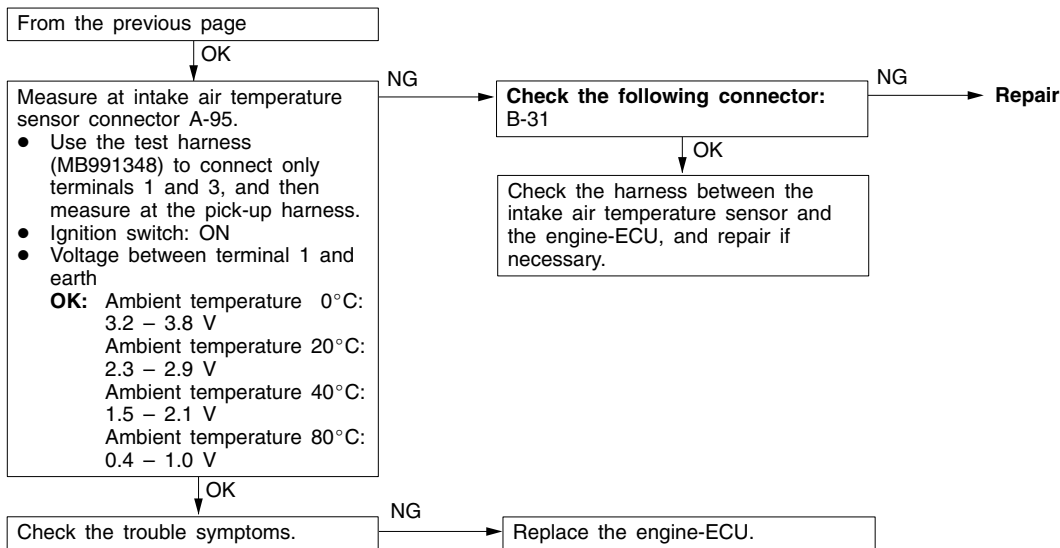 From the previous page
OK
Measure at intake air temperature
sensor connector A-95.
● Use the test harness
(MB991348) to connect only
terminals 1 and 3, and then
measure at the pick-up harness.
● Ignition switch: ON
● Voltage between terminal 1 and
earth
OK: Ambient temperature 0°C:
3.2 – 3.8 V
Ambient temperature 20°C:
2.3 – 2.9 V
Ambient temperature 40°C:
1.5 – 2.1 V
Ambient temperature 80°C:
0.4 – 1.0 V
NG
Check the following connector:
B-31
NG
Repair
OK
Check the harness between the
intake air temperature sensor and
the engine-ECU, and repair if
necessary.
OK
Check the trouble symptoms.
NG
Replace the engine-ECU.